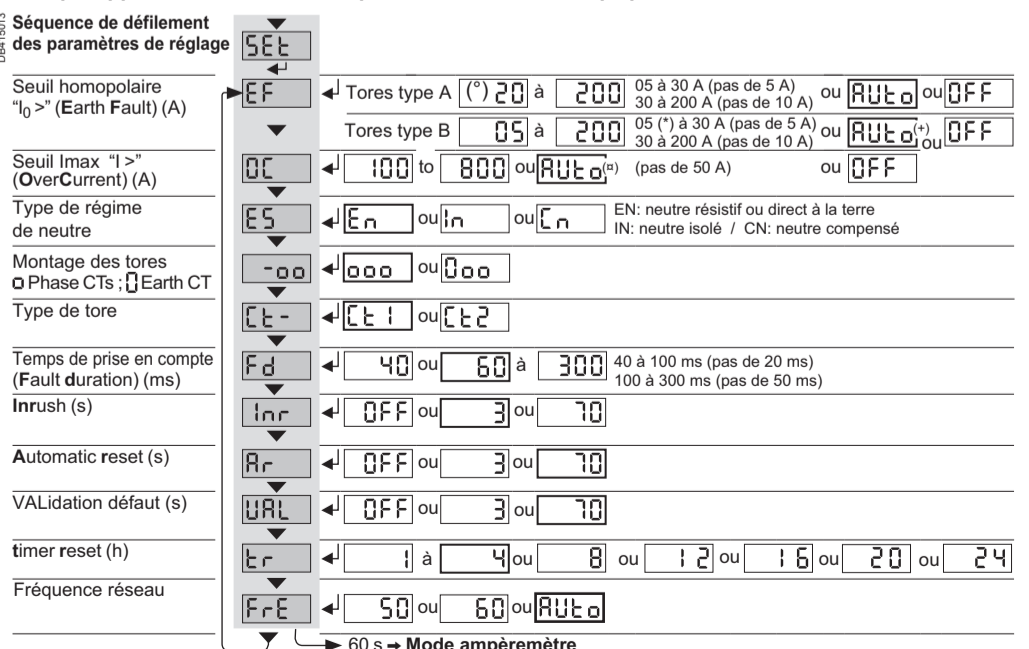 DB415013
Séquence de défilement
des paramètres de réglage
SEt
Seuil homopolaire
"I0 >" (Earth Fault) (A)
EF
Tores type A (°) 20 à 200 05 à 30 A (pas de 5 A)
30 à 200 A (pas de 10 A) ou AUto ou OFF
Tores type B 05 à 200 05 (*) à 30 A (pas de 5 A)
30 à 200 A (pas de 10 A) ou AUto (+) ou OFF
Seuil Imax "I >"
(OverCurrent) (A)
OC 100 to 800 ou AUto (¤) (pas de 50 A) ou OFF
Type de régime
de neutre
ES En ou In ou Cn EN: neutre résistif ou direct à la terre
IN: neutre isolé / CN: neutre compensé
Montage des tores
Phase CTs ; Earth CT
-oo ooo ou 0oo
Type de tore
Ct- Ct1 ou Ct2
Temps de prise en compte
(Fault duration) (ms)
Fd 40 ou 60 à 300 40 à 100 ms (pas de 20 ms)
100 à 300 ms (pas de 50 ms)
Inrush (s)
Inr OFF ou 3 ou 70
Automatic reset (s)
Ar OFF ou 3 ou 70
VALidation défaut (s)
UAL OFF ou 3 ou 70
timer reset (h)
tr 1 à 4 ou 8 ou 12 ou 16 ou 20 ou 24
Fréquence réseau
FrE 50 ou 60 ou AUto
60 s ➞ Mode ampèremètre